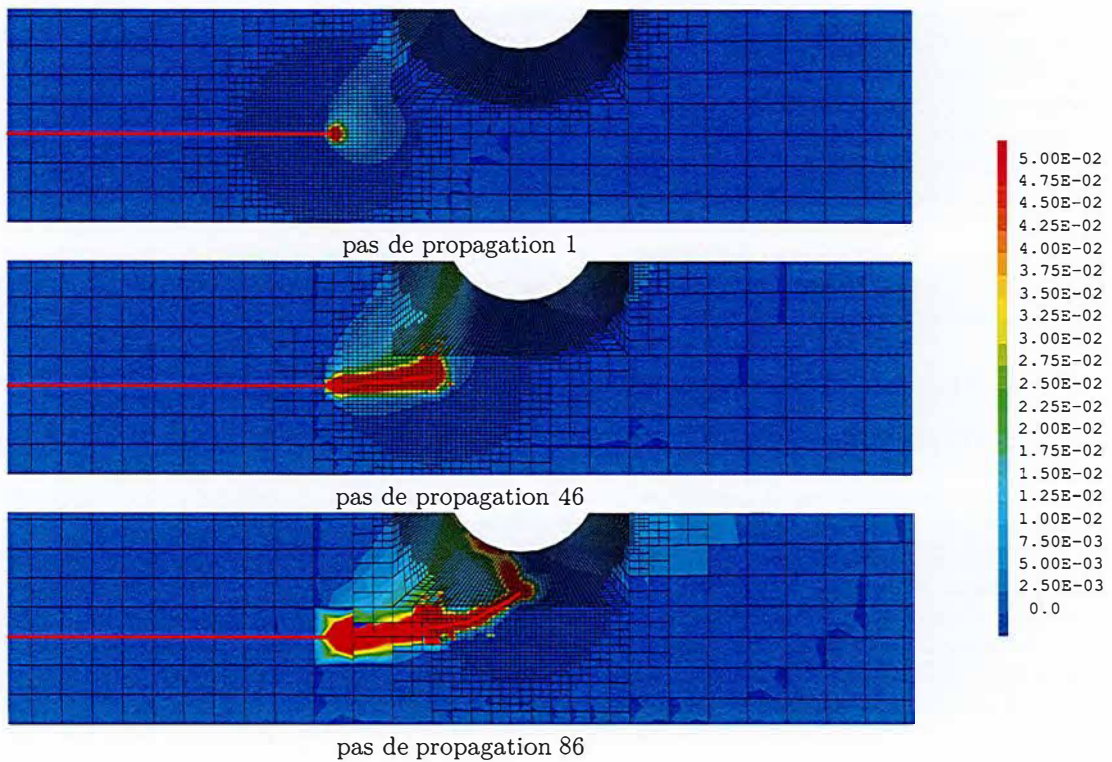 pas de propagation 1
pas de propagation 46
pas de propagation 86
5.00E-02
4.75E-02
4.50E-02
4.25E-02
4.00E-02
3.75E-02
3.50E-02
3.25E-02
3.00E-02
2.75E-02
2.50E-02
2.25E-02
2.00E-02
1.75E-02
1.50E-02
1.25E-02
1.00E-02
7.50E-03
5.00E-03
2.50E-03
0.0